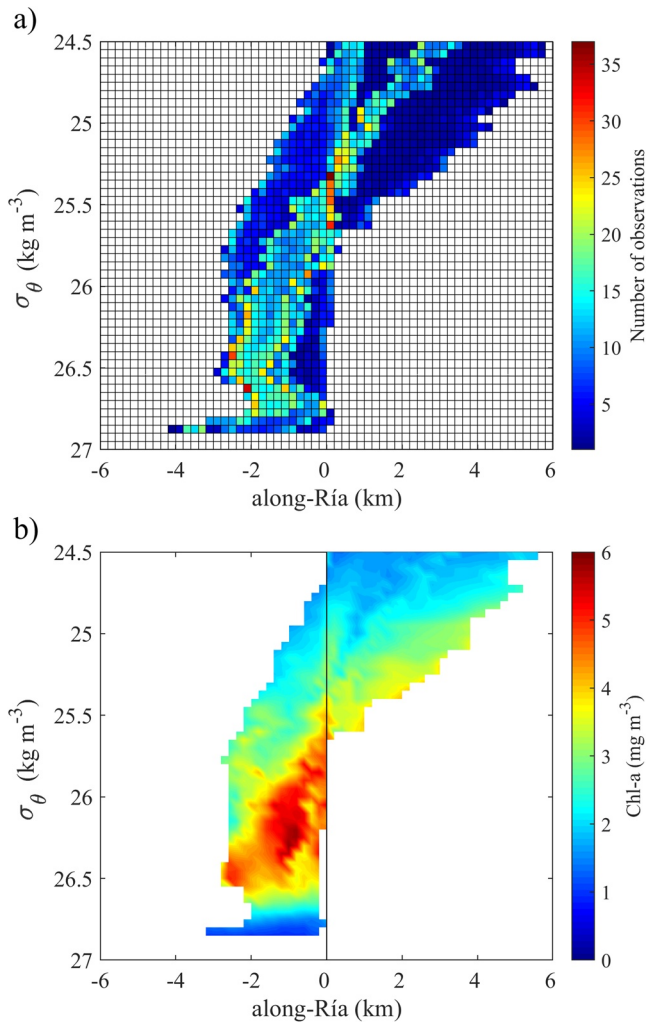 a)
24.5
25
25.5
26
26.5
27
σθ (kg m-3)
-6 -4 -2 0 2 4 6
along-Ría (km)
35
30
25
20
15
10
5
Number of observations
b)
24.5
25
25.5
26
26.5
27
σθ (kg m-3)
-6 -4 -2 0 2 4 6
along-Ría (km)
6
5
4
3
2
1
0
Chl-a (mg m-3)